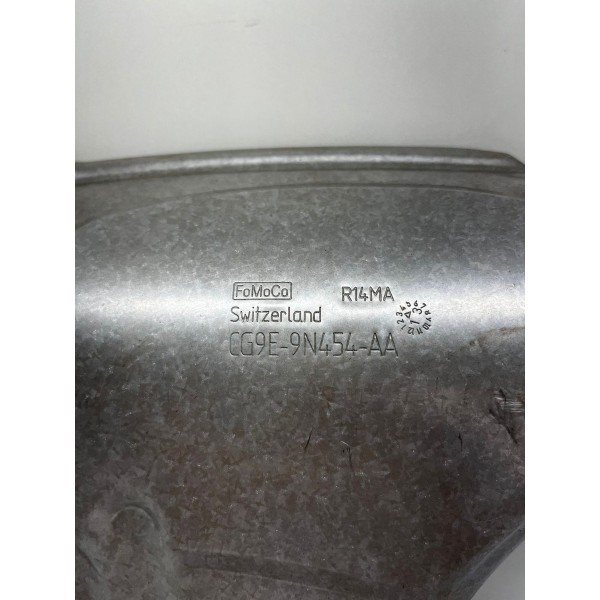 FoMoCo R14MA
Switzerland
CG9E-9N454-AA